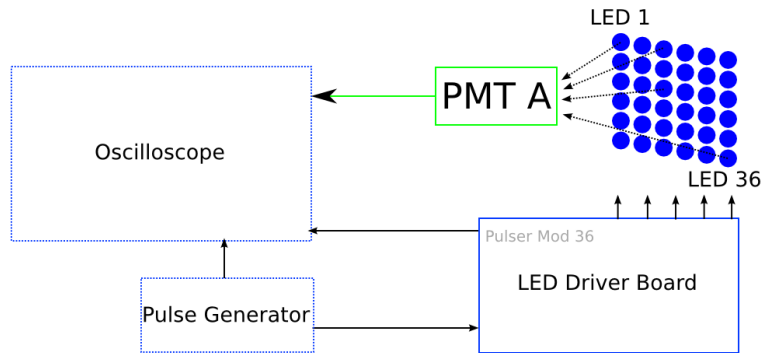 LED 1
PMT A
Oscilloscope
LED 36
Pulser Mod 36
LED Driver Board
Pulse Generator